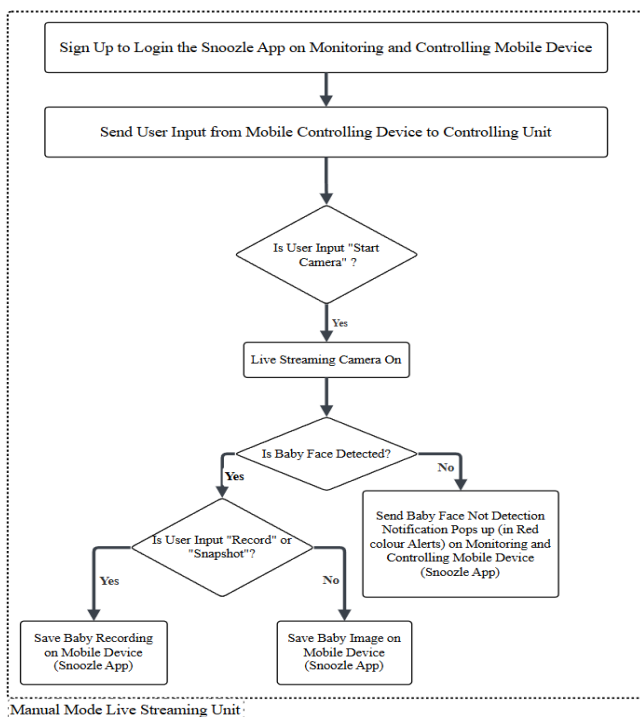 Sign Up to Login the Snoozle App on Monitoring and Controlling Mobile Device
Send User Input from Mobile Controlling Device to Controlling Unit
Is User Input "Start
Camera" ?
Yes
Live Streaming Camera On
Is Baby Face Detected?
Yes
No
Send Baby Face Not Detection
Notification Pops up (in Red
colour Alerts) on Monitoring and
Controlling Mobile Device
(Snoozle App)
Is User Input "Record" or
"Snapshot"?
Yes
No
Save Baby Recording
on Mobile Device
(Snoozle App)
Save Baby Image on
Mobile Device
(Snoozle App)
Manual Mode Live Streaming Unit